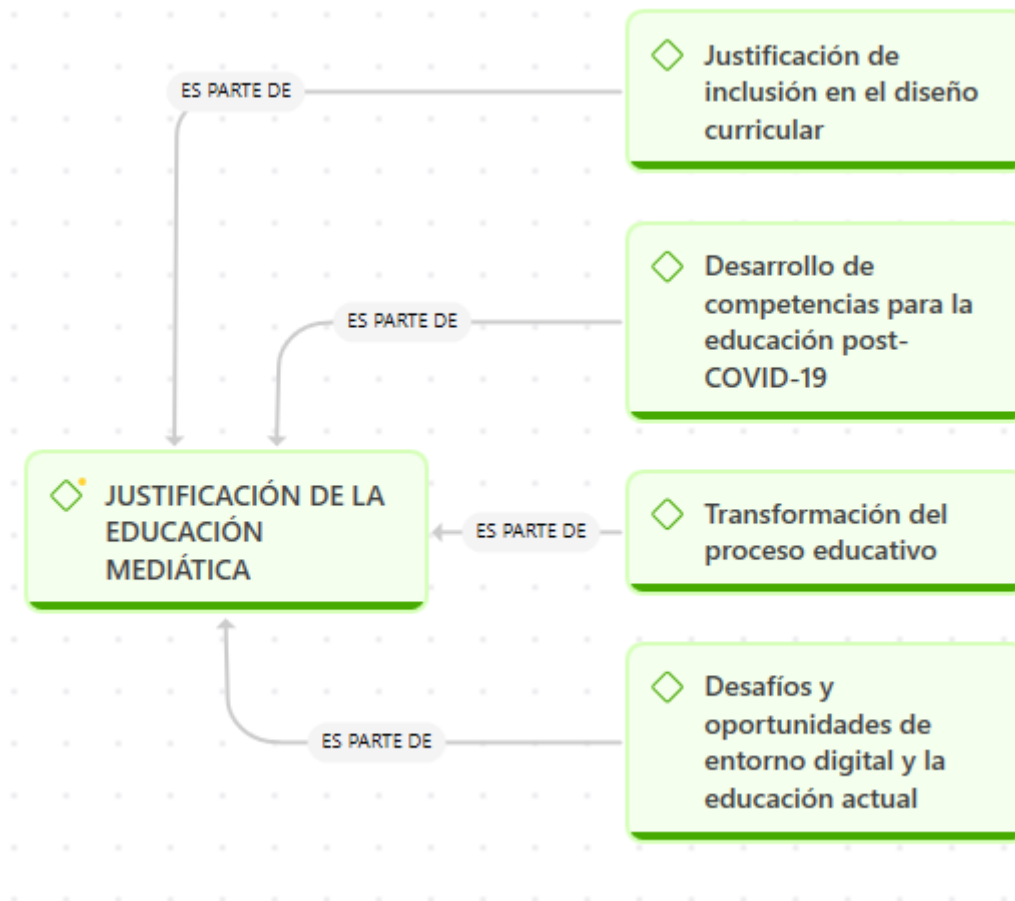 Justificación de
inclusión en el diseño
curricular
ES PARTE DE
Desarrollo de
competencias para la
educación post-
COVID-19
ES PARTE DE
JUSTIFICACIÓN DE LA
EDUCACIÓN
MEDIÁTICA
ES PARTE DE
Transformación del
proceso educativo
ES PARTE DE
Desafíos y
oportunidades de
entorno digital y la
educación actual